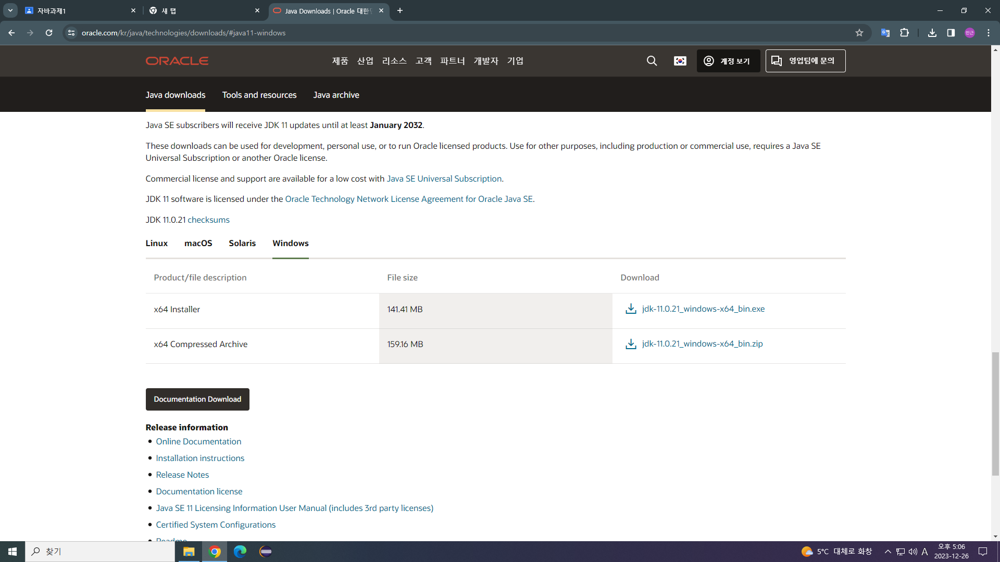 자바과제1
새 탭
Java Downloads | Oracle 대한
oracle.com/kr/java/technologies/downloads/#java11-windows
인근
ORACLE
제품 산업 리소스 고객 파트너 개발자 기업
계정 보기
영업팀에 문의
Java downloads Tools and resources Java archive
Java SE subscribers will receive JDK 11 updates until at least January 2032.
These downloads can be used for development, personal use, or to run Oracle licensed products. Use for other purposes, including production or commercial use, requires a Java SE
Universal Subscription or another Oracle license.
Commercial license and support are available for a low cost with Java SE Universal Subscription.
JDK 11 software is licensed under the Oracle Technology Network License Agreement for Oracle Java SE.
JDK 11.0.21 checksums
Linux macOS Solaris Windows
Product/file description File size Download
x64 Installer 141.41 MB jdk-11.0.21_windows-x64_bin.exe
x64 Compressed Archive 159.16 MB jdk-11.0.21_windows-x64_bin.zip
Documentation Download
Release information
Online Documentation
Installation instructions
Release Notes
Documentation license
Java SE 11 Licensing Information User Manual (includes 3rd party licenses)
Certified System Configurations
Readme
찾기
5°C 대체로 화창
A
오후 5:06
2023-12-26